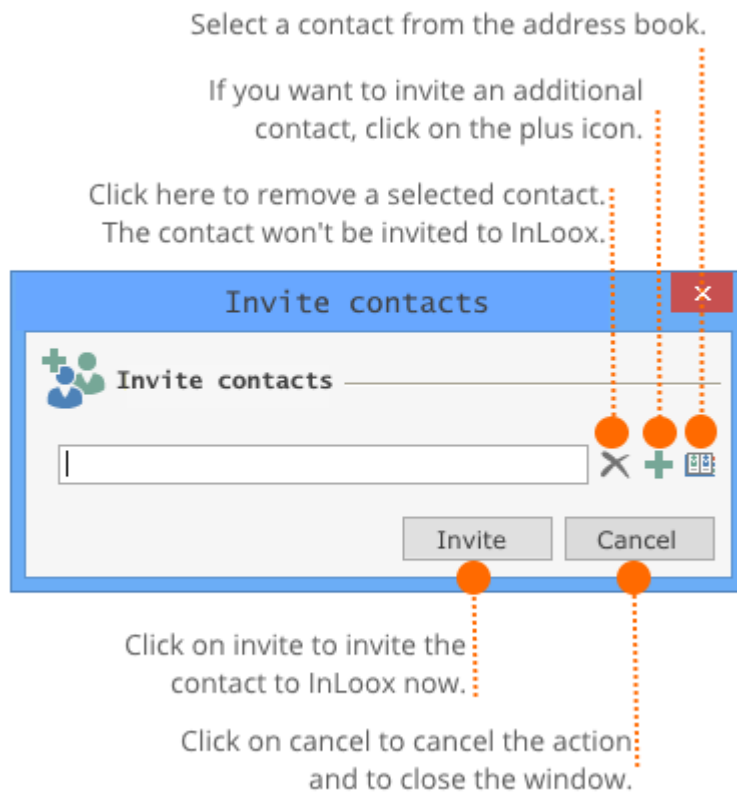 Select a contact from the address book.
If you want to invite an additional
contact, click on the plus icon.
Click here to remove a selected contact.
The contact won't be invited to InLoox.
Invite contacts
Invite contacts
Invite
Cancel
Click on invite to invite the
contact to InLoox now.
Click on cancel to cancel the action
and to close the window.